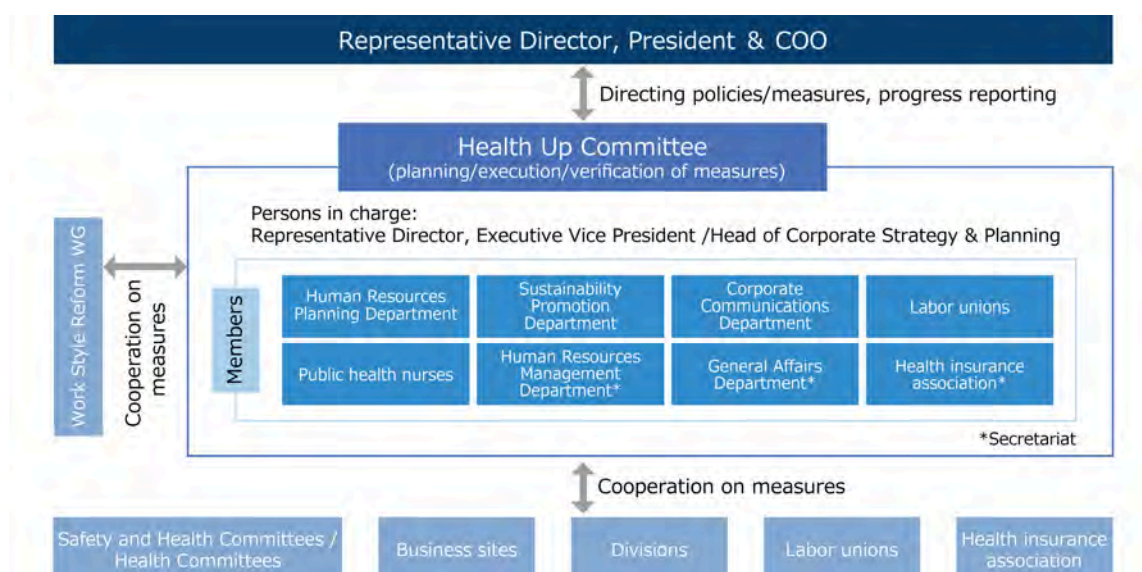 Representative Director, President & COO
Directing policies/measures, progress reporting
Health Up Committee
(planning/execution/verification of measures)
Work Style Reform WG
Cooperation on
measures
Persons in charge:
Representative Director, Executive Vice President /Head of Corporate Strategy & Planning
Members
Human Resources
Planning Department
Sustainability
Promotion
Department
Corporate
Communications
Department
Labor unions
Public health nurses
Human Resources
Management
Department*
General Affairs
Department*
Health insurance
association*
*Secretariat
Cooperation on measures
Safety and Health Committees /
Health Committees
Business sites
Divisions
Labor unions
Health insurance
association